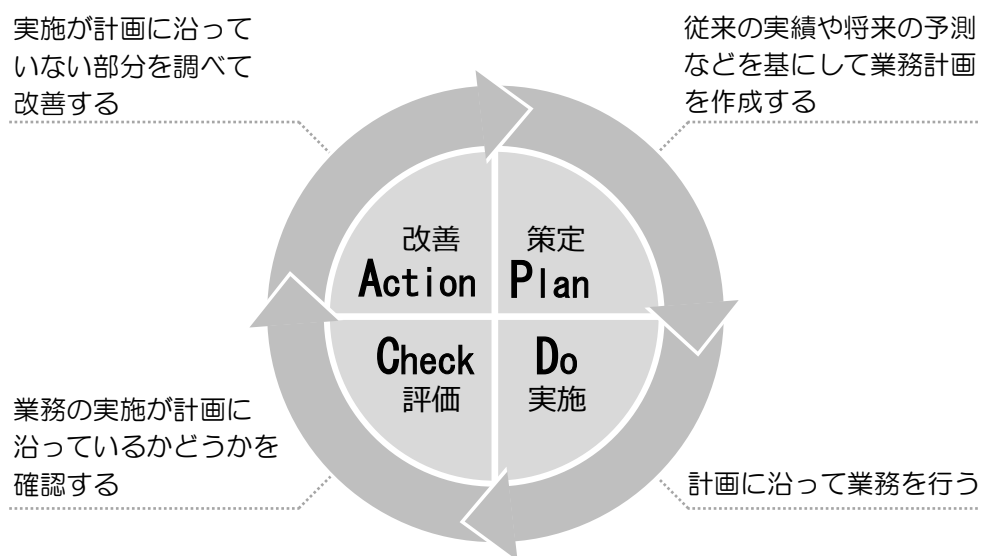 実施が計画に沿って
いない部分を調べて
改善する
従来の実績や将来の予測
などを基にして業務計画
を作成する
改善
Action
策定
Plan
Check
評価
Do
実施
業務の実施が計画に
沿っているかどうかを
確認する
計画に沿って業務を行う